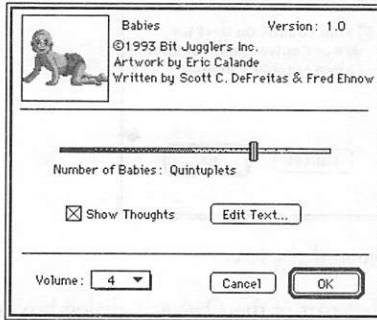 Babies Version: 1.0
©1993 Bit Jugglers Inc.
Artwork by Eric Calande
Written by Scott C. DeFreitas & Fred Ehnow
Number of Babies: Quintuplets
Show Thoughts Edit Text...
Volume: 4 Cancel OK